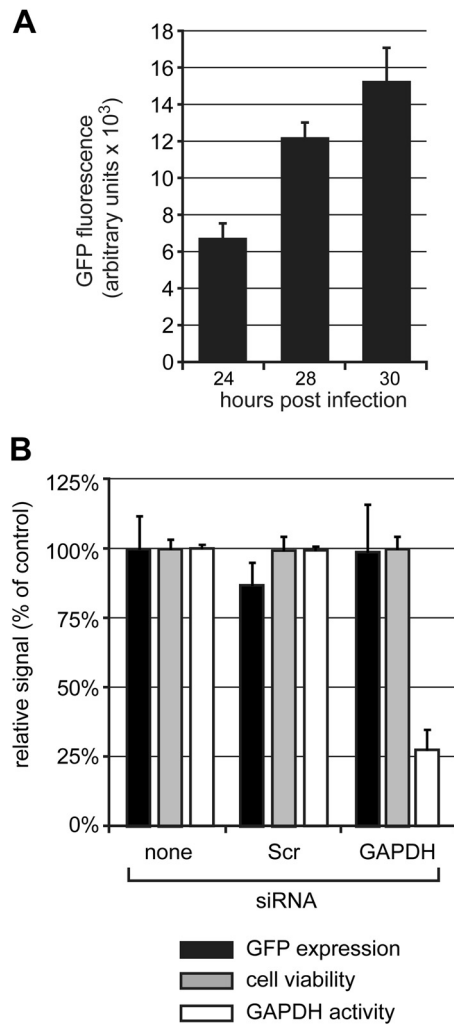 A
GFP fluorescence
(arbitrary units x 10³)
18
16
14
12
10
8
6
4
2
0
24 28 30
hours post infection
B
relative signal (% of control)
125%
100%
75%
50%
25%
0%
none Scr GAPDH
siRNA
GFP expression
cell viability
GAPDH activity